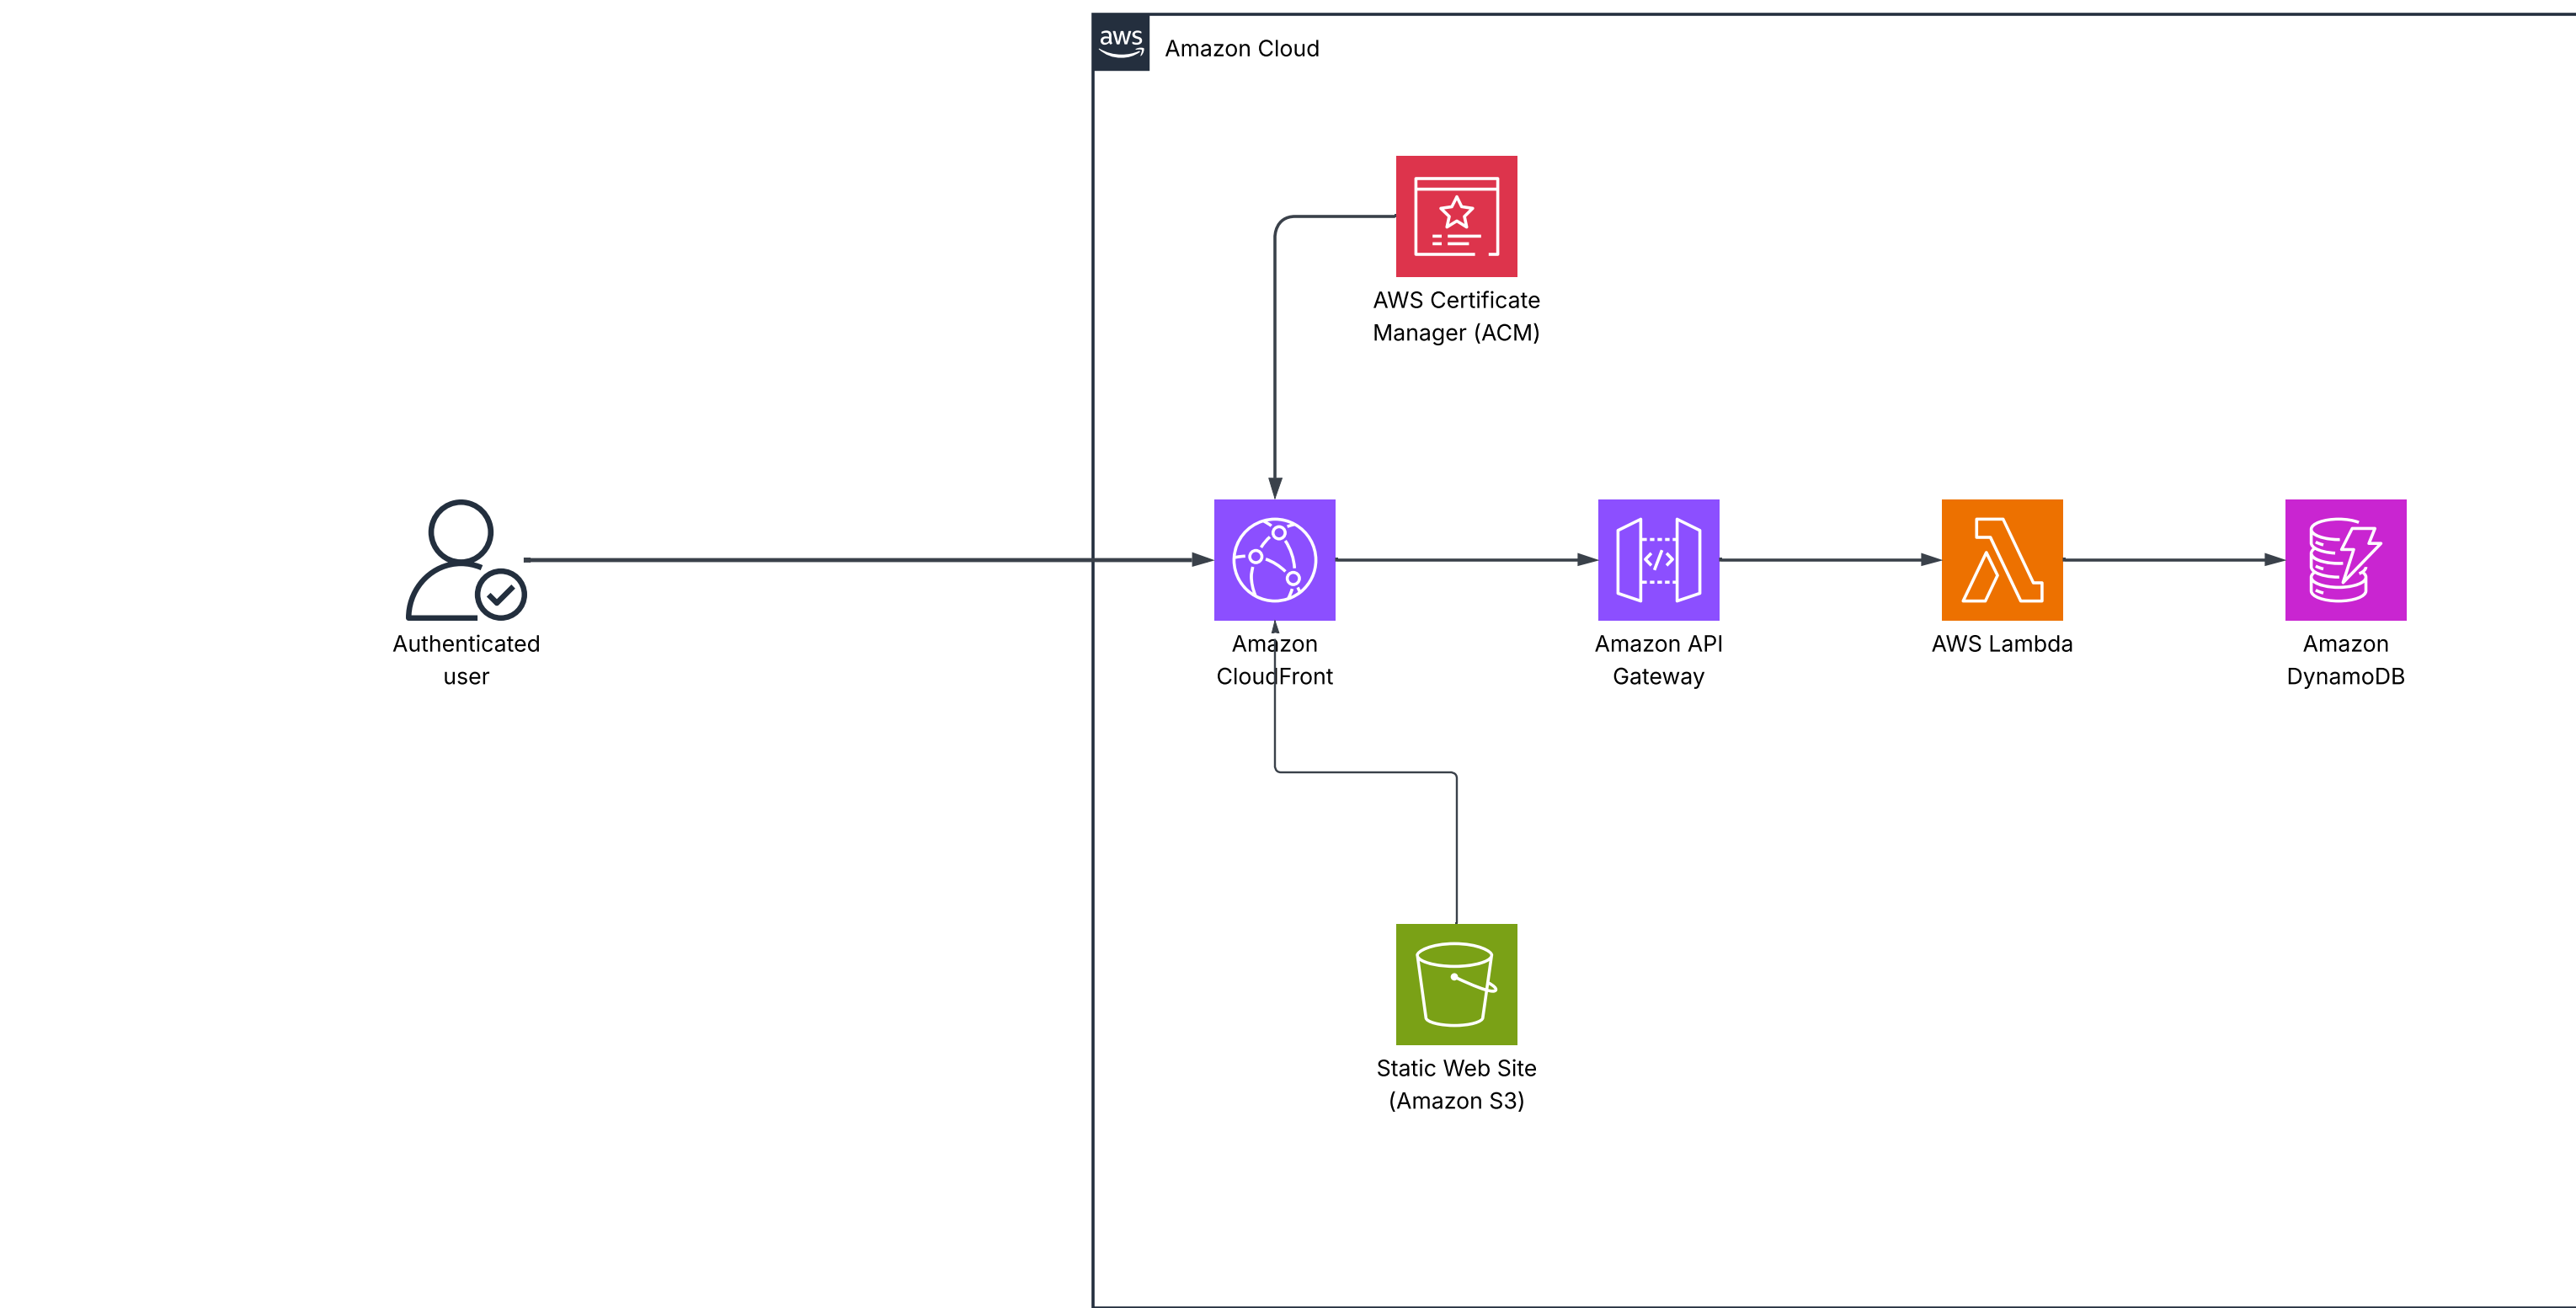 aws
Amazon Cloud
AWS Certificate
Manager (ACM)
Authenticated
user
Amazon
CloudFront
Amazon API
Gateway
AWS Lambda
Amazon
DynamoDB
Static Web Site
(Amazon S3)